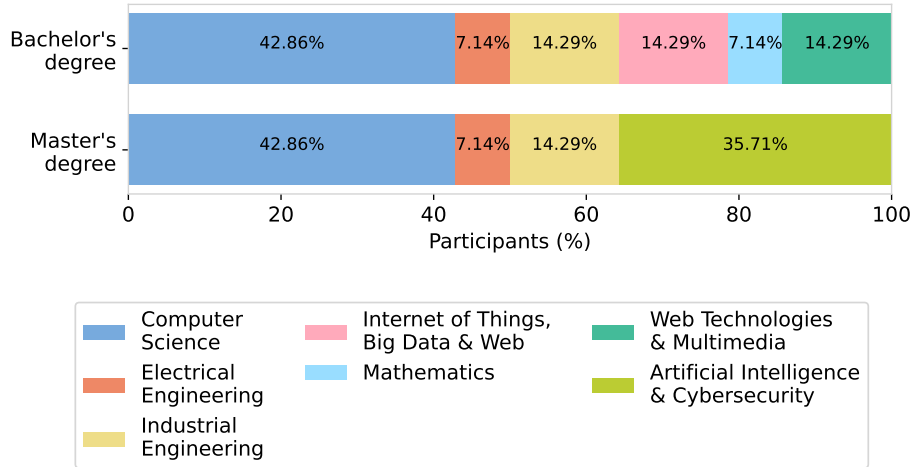 Bachelor's
degree
42.86%
7.14%
14.29%
14.29%
7.14%
14.29%
Master's
degree
42.86%
7.14%
14.29%
35.71%
0
20
40
60
80
100
Participants (%)
Computer
Science
Electrical
Engineering
Industrial
Engineering
Internet of Things,
Big Data & Web
Mathematics
Web Technologies
& Multimedia
Artificial Intelligence
& Cybersecurity